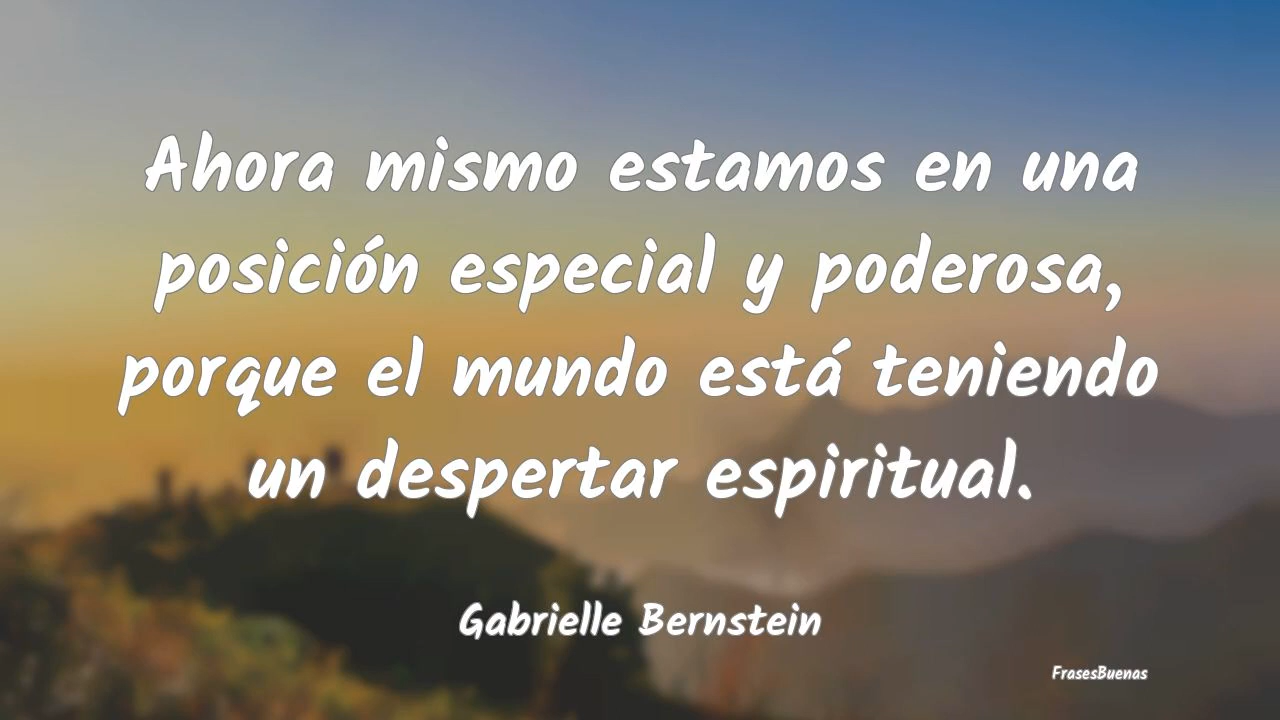 Ahora mismo estamos en una
posición especial y poderosa,
porque el mundo está teniendo
un despertar espiritual.
Gabrielle Bernstein
FrasesBuenas